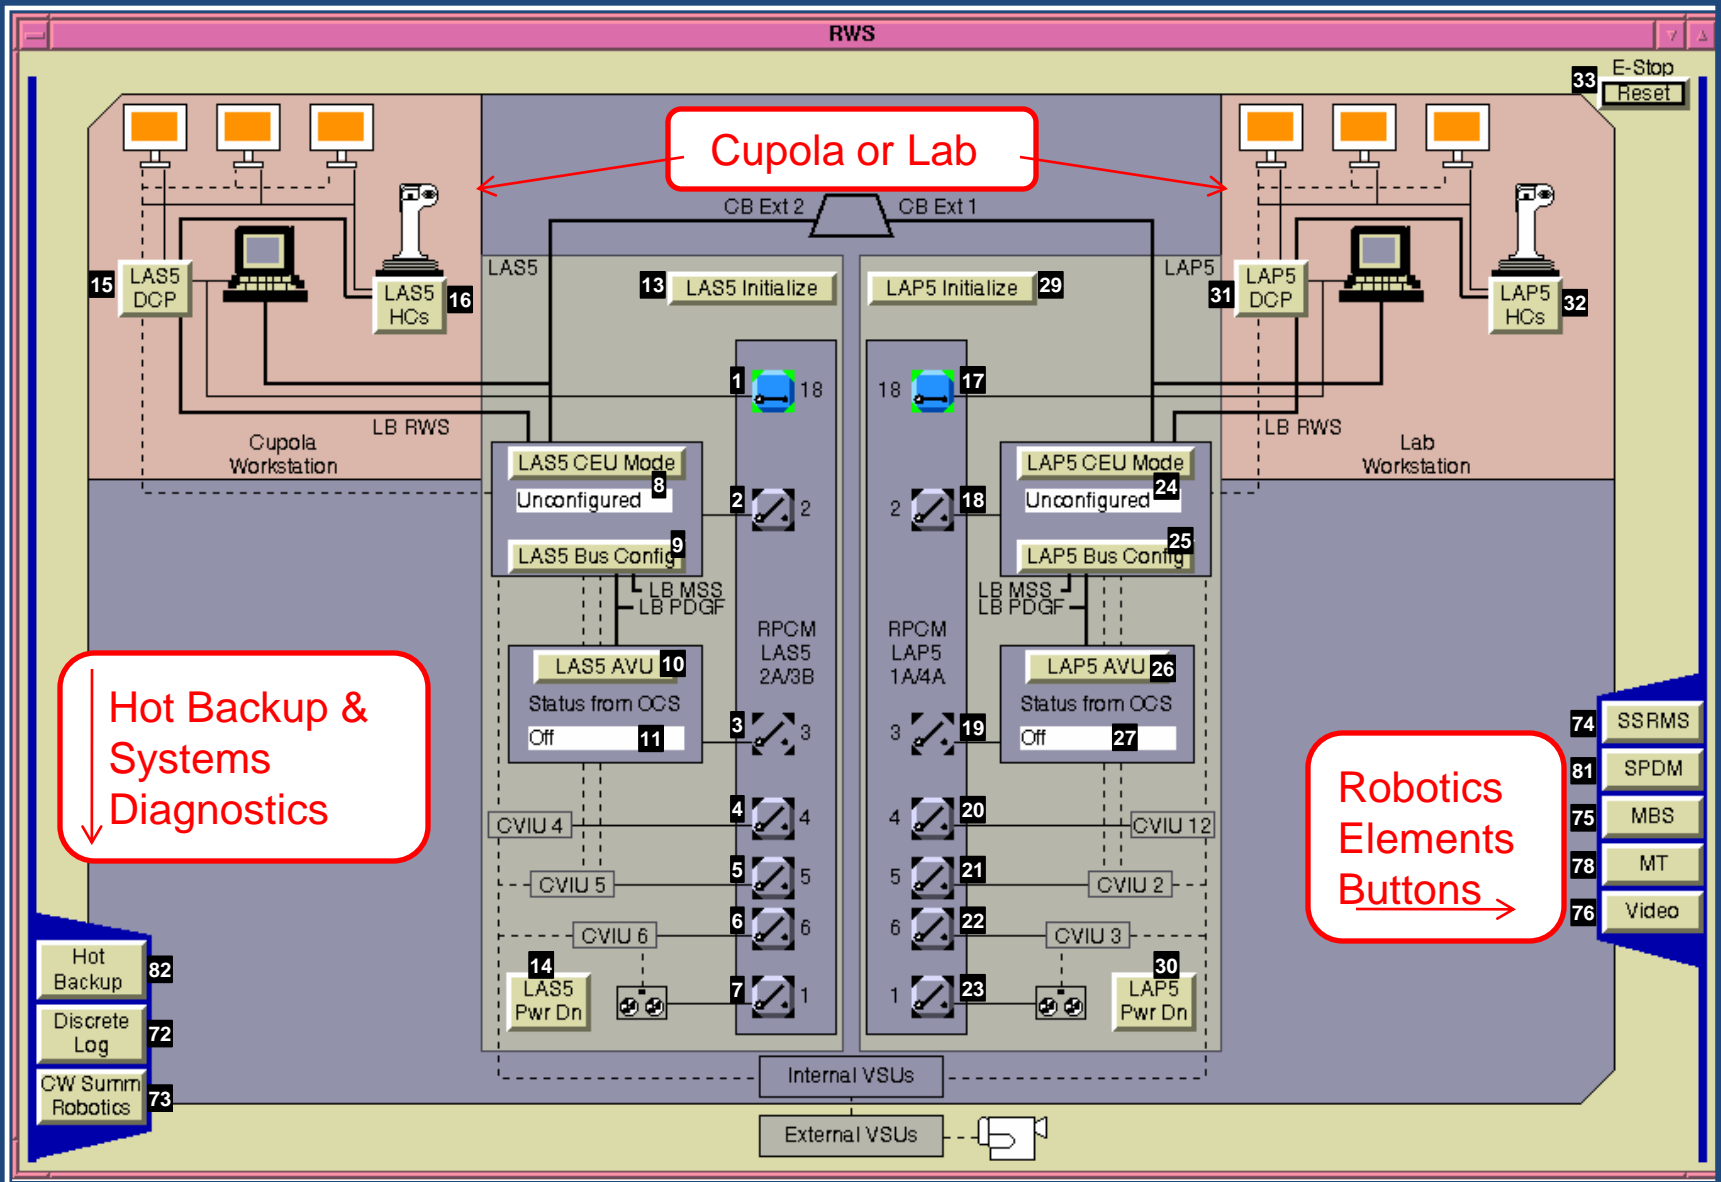 RWS
E-Stop
33 Reset
Cupola or Lab
CB Ext 2
CB Ext 1
LAS5
LAP5
15 LAS5
DCP
LAS5 16
HCs
13 LAS5 Initialize
LAP5 Initialize 29
31 LAP5
DCP
LAP5 32
HCs
1 18
18 17
LB RWS
LB RWS
Cupola
Workstation
Lab
Workstation
LAS5 CEU Mode
8
Unconfigured
LAP5 CEU Mode
24
Unconfigured
2 2
2 18
9
LAS5 Bus Config
25
LAP5 Bus Config
LB MSS
LB PDGF
LB MSS
LB PDGF
RPCM
LAS5
2A/3B
RPCM
LAP5
1A/4A
LAS5 AVU 10
Status from OCS
Off 11
LAP5 AVU 26
Status from OCS
Off 27
3 3
3 19
Hot Backup &
Systems
Diagnostics
74 SSRMS
81 SPDM
75 MBS
78 MT
76 Video
Robotics
Elements
Buttons
CVIU 4
4 4
4 20
CVIU 12
CVIU 5
5 5
5 21
CVIU 2
CVIU 6
6 6
6 22
CVIU 3
14
LAS5
Pwr Dn
7 1
1 23
30
LAP5
Pwr Dn
Hot
Backup 82
Discrete
Log 72
CW Summ
Robotics 73
Internal VSUs
External VSUs